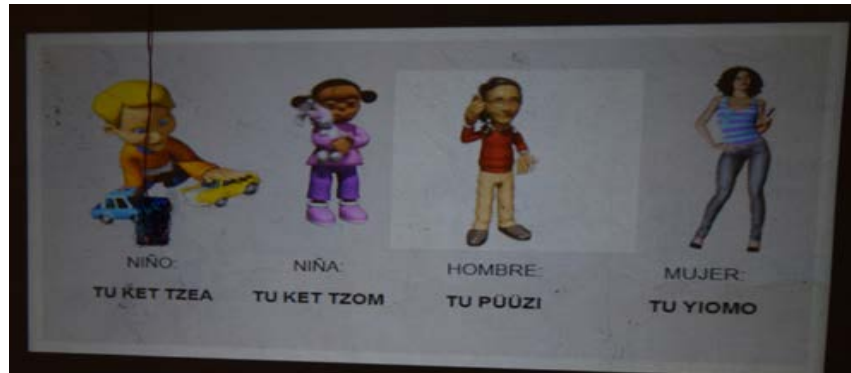 NIÑO:
TU KET TZEA
NIÑA:
TU KET TZOM
HOMBRE:
TU PÜÜZI
MUJER:
TU YIOMO